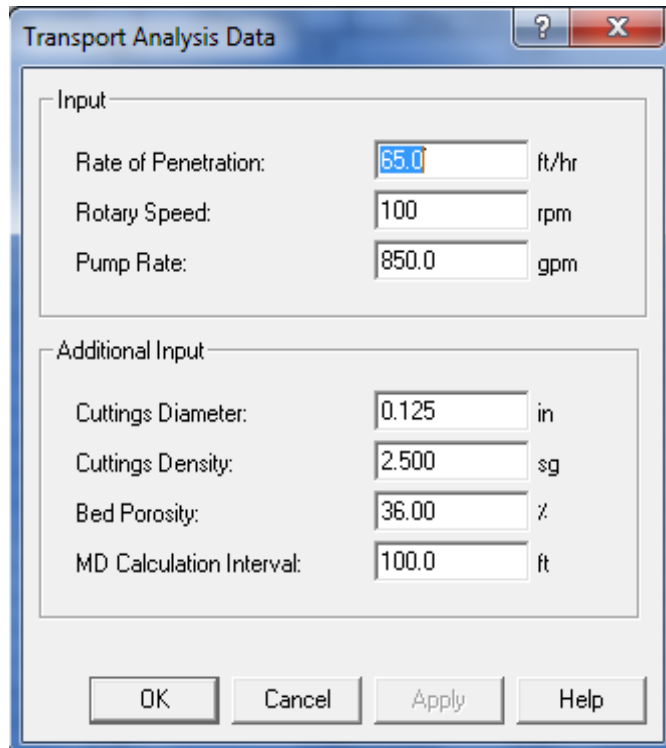 Transport Analysis Data ? X
Input
Rate of Penetration: 65.0 ft/hr
Rotary Speed: 100 rpm
Pump Rate: 850.0 gpm
Additional Input
Cuttings Diameter: 0.125 in
Cuttings Density: 2.500 sg
Bed Porosity: 36.00 %
MD Calculation Interval: 100.0 ft
OK Cancel Apply Help